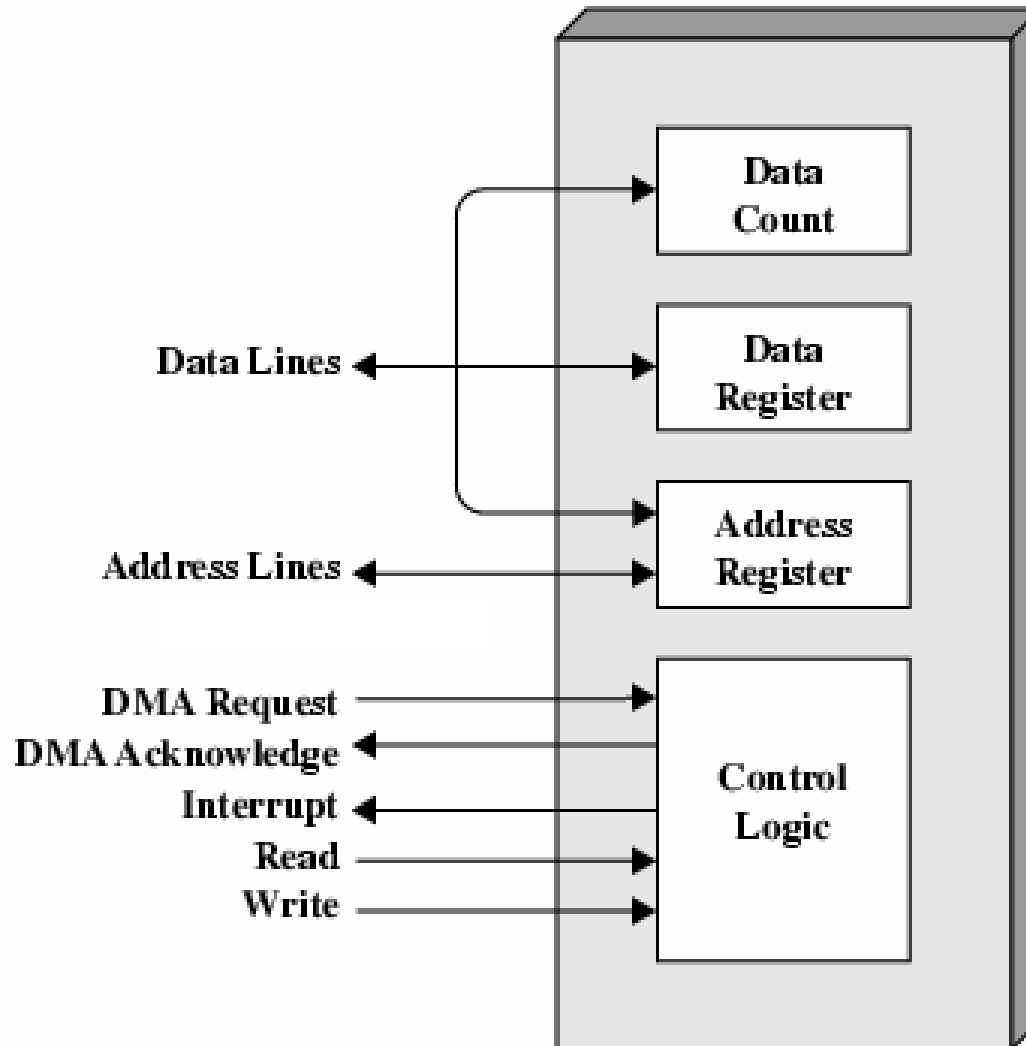 Data
Count
Data Lines
Data
Register
Address
Register
Address Lines
DMA Request
DMA Acknowledge
Interrupt
Read
Write
Control
Logic